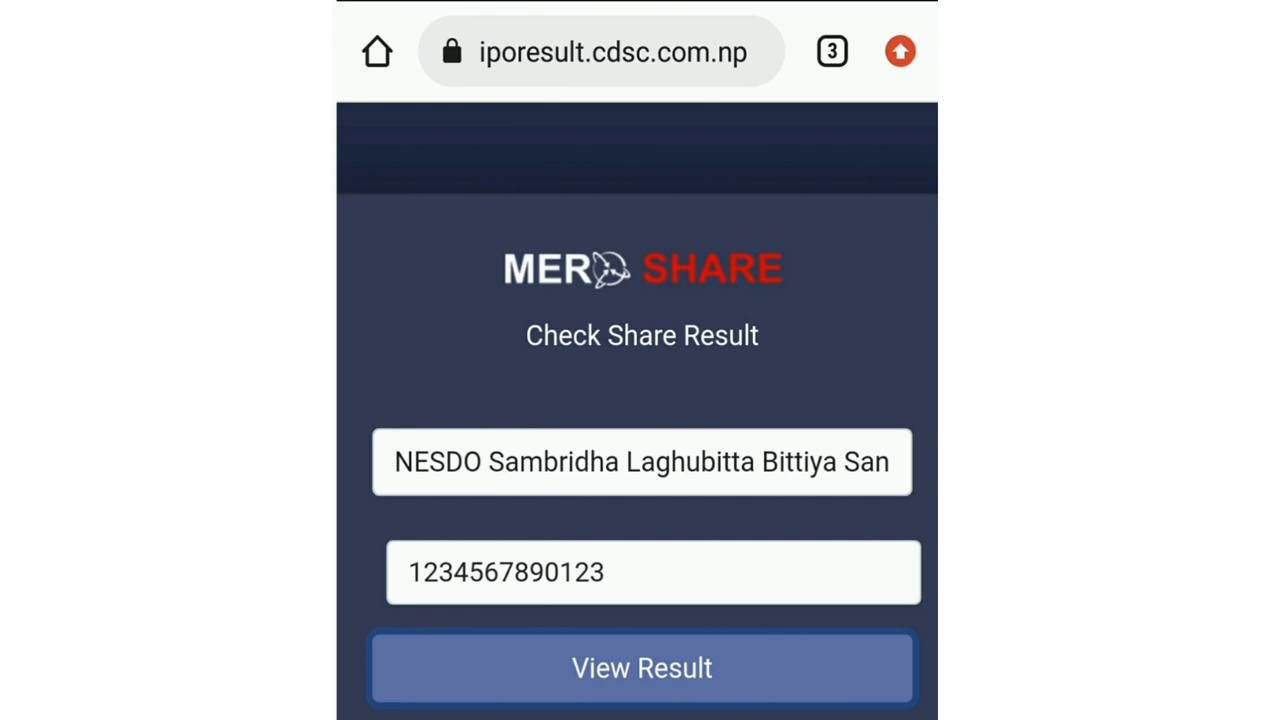 iporesult.cdsc.com.np
3
MERO SHARE
Check Share Result
NESDO Sambridha Laghubitta Bittiya San
1234567890123
View Result